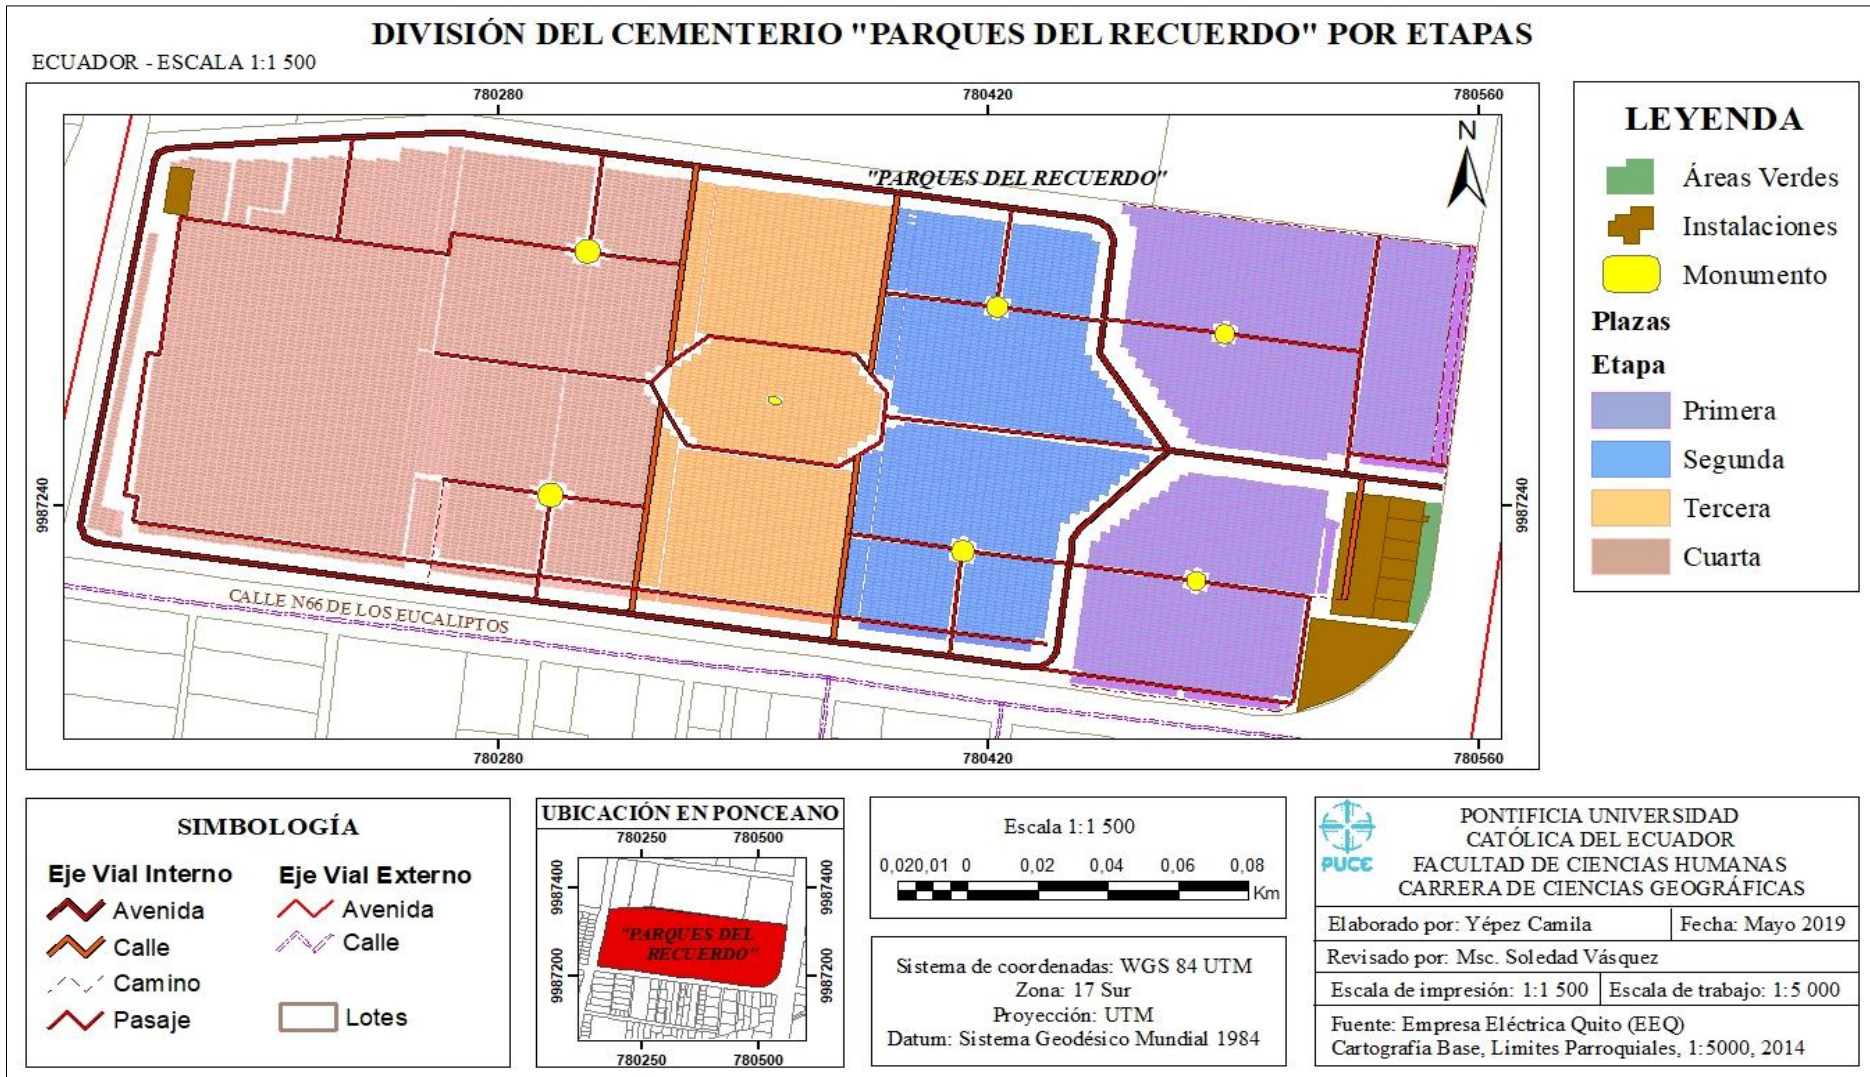 DIVISIÓN DEL CEMENTERIO "PARQUES DEL RECUERDO" POR ETAPAS
ECUADOR - ESCALA 1:1 500
780280
780420
780560
N
"PARQUES DEL RECUERDO"
9987240
9987240
CALLE N66 DE LOS EUCALIPTOS
780280
780420
780560
LEYENDA
Áreas Verdes
Instalaciones
Monumento
Plazas
Etapa
Primera
Segunda
Tercera
Cuarta
SIMBOLOGÍA
Eje Vial Interno
Avenida
Calle
Camino
Pasaje
Eje Vial Externo
Avenida
Calle
Lotes
UBICACIÓN EN PONCEANO
780250
780500
9987400
9987400
"PARQUES DEL
RECUERDO"
9987200
9987200
780250
780500
Escala 1:1 500
0,020,01 0 0,02 0,04 0,06 0,08
Km
Sistema de coordenadas: WGS 84 UTM
Zona: 17 Sur
Proyección: UTM
Datum: Sistema Geodésico Mundial 1984
PUCE
PONTIFICIA UNIVERSIDAD
CATÓLICA DEL ECUADOR
FACULTAD DE CIENCIAS HUMANAS
CARRERA DE CIENCIAS GEOGRÁFICAS
Elaborado por: Yépez Camila
Fecha: Mayo 2019
Revisado por: Msc. Soledad Vásquez
Escala de impresión: 1:1 500
Escala de trabajo: 1:5 000
Fuente: Empresa Eléctrica Quito (EEQ)
Cartografía Base, Límites Parroquiales, 1:5000, 2014